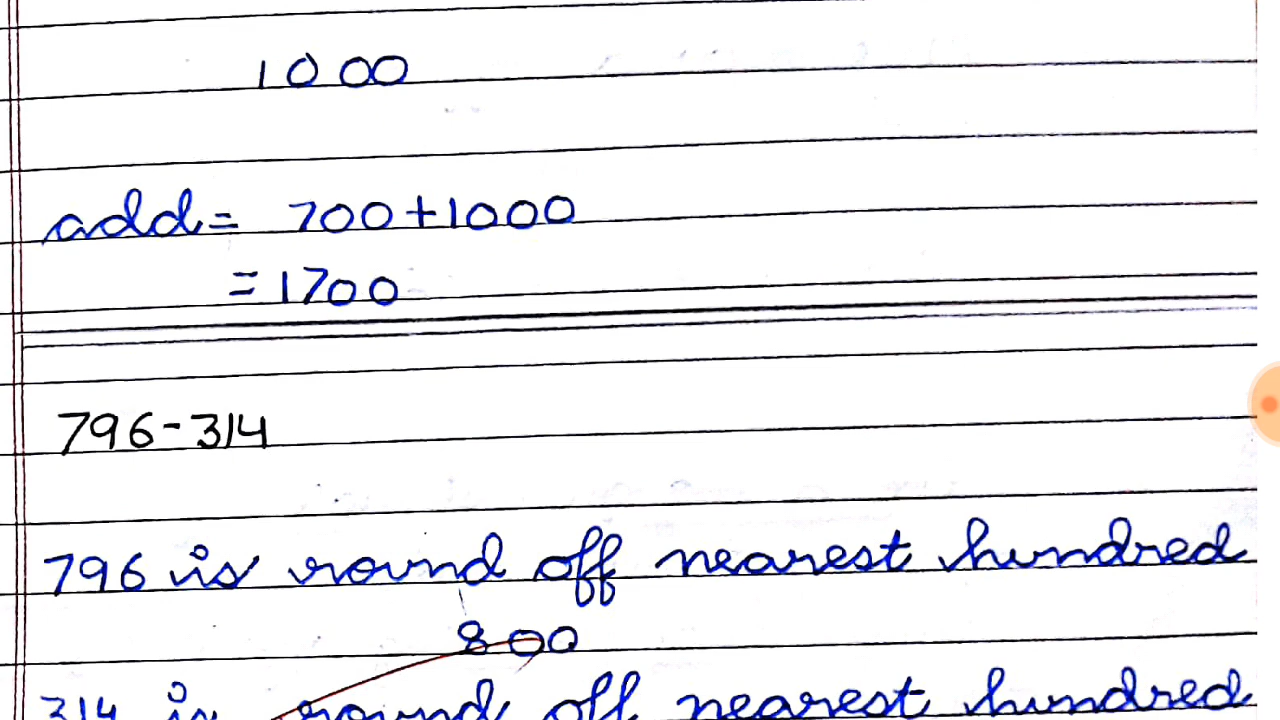 1000
add = 700+1000
= 1700
796-314
796 is round off nearest hundred
800
314 is round off nearest hundred